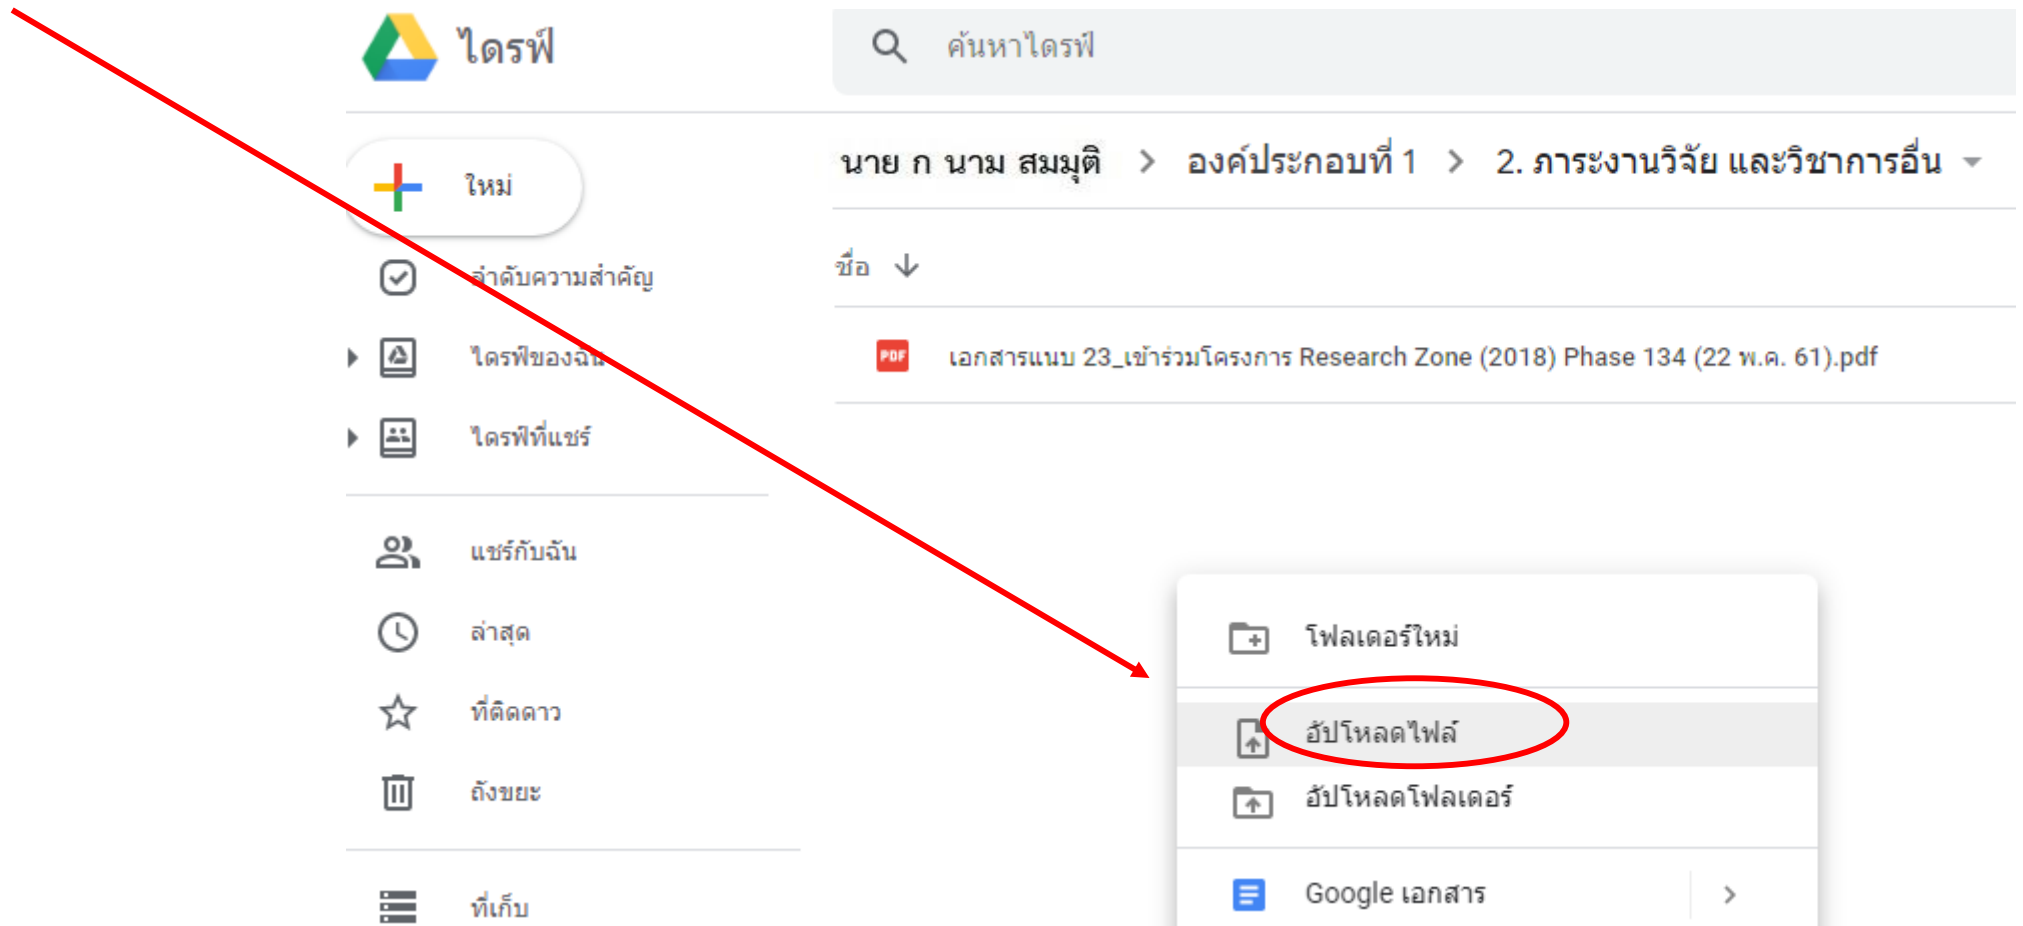 ไดรฟ์
ค้นหาไดรฟ์
ใหม่
นาย ก นาม สมมุติ > องค์ประกอบที่ 1 > 2. ภาระงานวิจัย และวิชาการอื่น
ชื่อ
ลำดับความสำคัญ
ไดรฟ์ของฉัน
ไดรฟ์ที่แชร์
PDF เอกสารแนบ 23_เข้าร่วมโครงการ Research Zone (2018) Phase 134 (22 พ.ค. 61).pdf
แชร์กับฉัน
ล่าสุด
ที่ติดดาว
ถังขยะ
ที่เก็บ
โฟลเดอร์ใหม่
อัปโหลดไฟล์
อัปโหลดโฟลเดอร์
Google เอกสาร